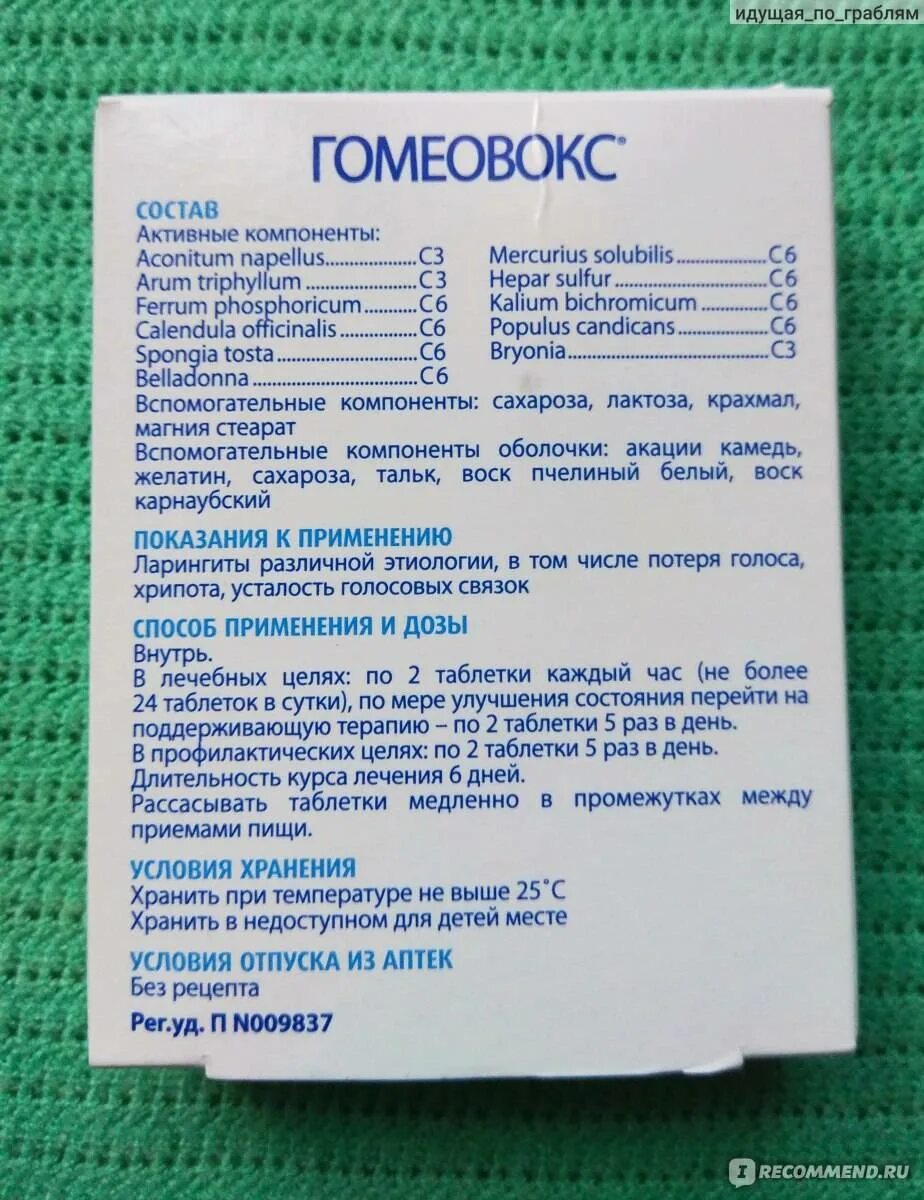 идущая_по_граблям
ГОМЕОВОКС®
СОСТАВ
Активные компоненты:
Aconitum napellus...............C3
Arum triphyllum..................C3
Ferrum phosphoricum.........C6
Calendula officinalis.............C6
Spongia tosta.......................C6
Belladonna...........................C6
Mercurius solubilis...............C6
Hepar sulfur..........................C6
Kalium bichromicum............C6
Populus candicans...............C6
Bryonia..................................C3
Вспомогательные компоненты: сахароза, лактоза, крахмал,
магния стеарат
Вспомогательные компоненты оболочки: акации камедь,
желатин, сахароза, тальк, воск пчелиный белый, воск
карнаубский
ПОКАЗАНИЯ К ПРИМЕНЕНИЮ
Ларингиты различной этиологии, в том числе потеря голоса,
хрипота, усталость голосовых связок
СПОСОБ ПРИМЕНЕНИЯ И ДОЗЫ
Внутрь.
В лечебных целях: по 2 таблетки каждый час (не более
24 таблеток в сутки), по мере улучшения состояния перейти на
поддерживающую терапию – по 2 таблетки 5 раз в день.
В профилактических целях: по 2 таблетки 5 раз в день.
Длительность курса лечения 6 дней.
Рассасывать таблетки медленно в промежутках между
приемами пищи.
УСЛОВИЯ ХРАНЕНИЯ
Хранить при температуре не выше 25˚С
Хранить в недоступном для детей месте
УСЛОВИЯ ОТПУСКА ИЗ АПТЕК
Без рецепта
Рег.уд. П N009837
IRECOMMEND.RU